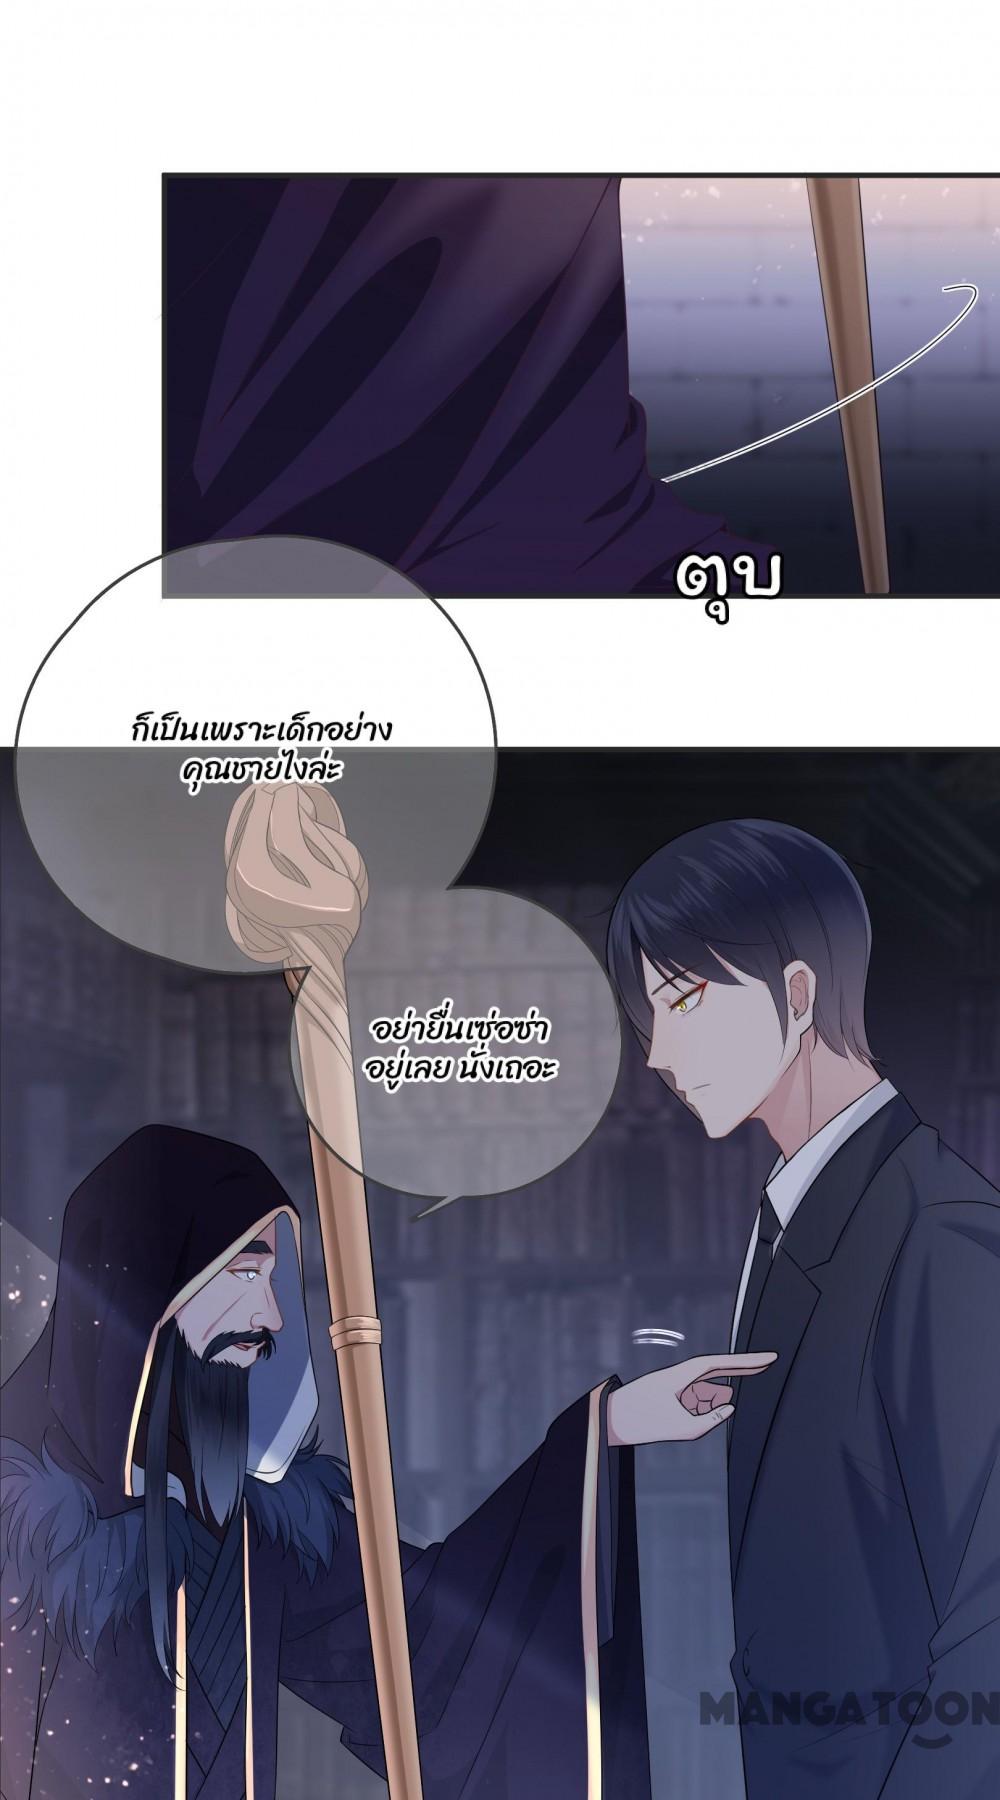 ตุบ
ก็เป็นเพราะเด็กอย่าง
คุณชายไงล่ะ
อย่ายื่นเซ่อซ่า
อยู่เลย นั่งเถอะ
MANGATOON